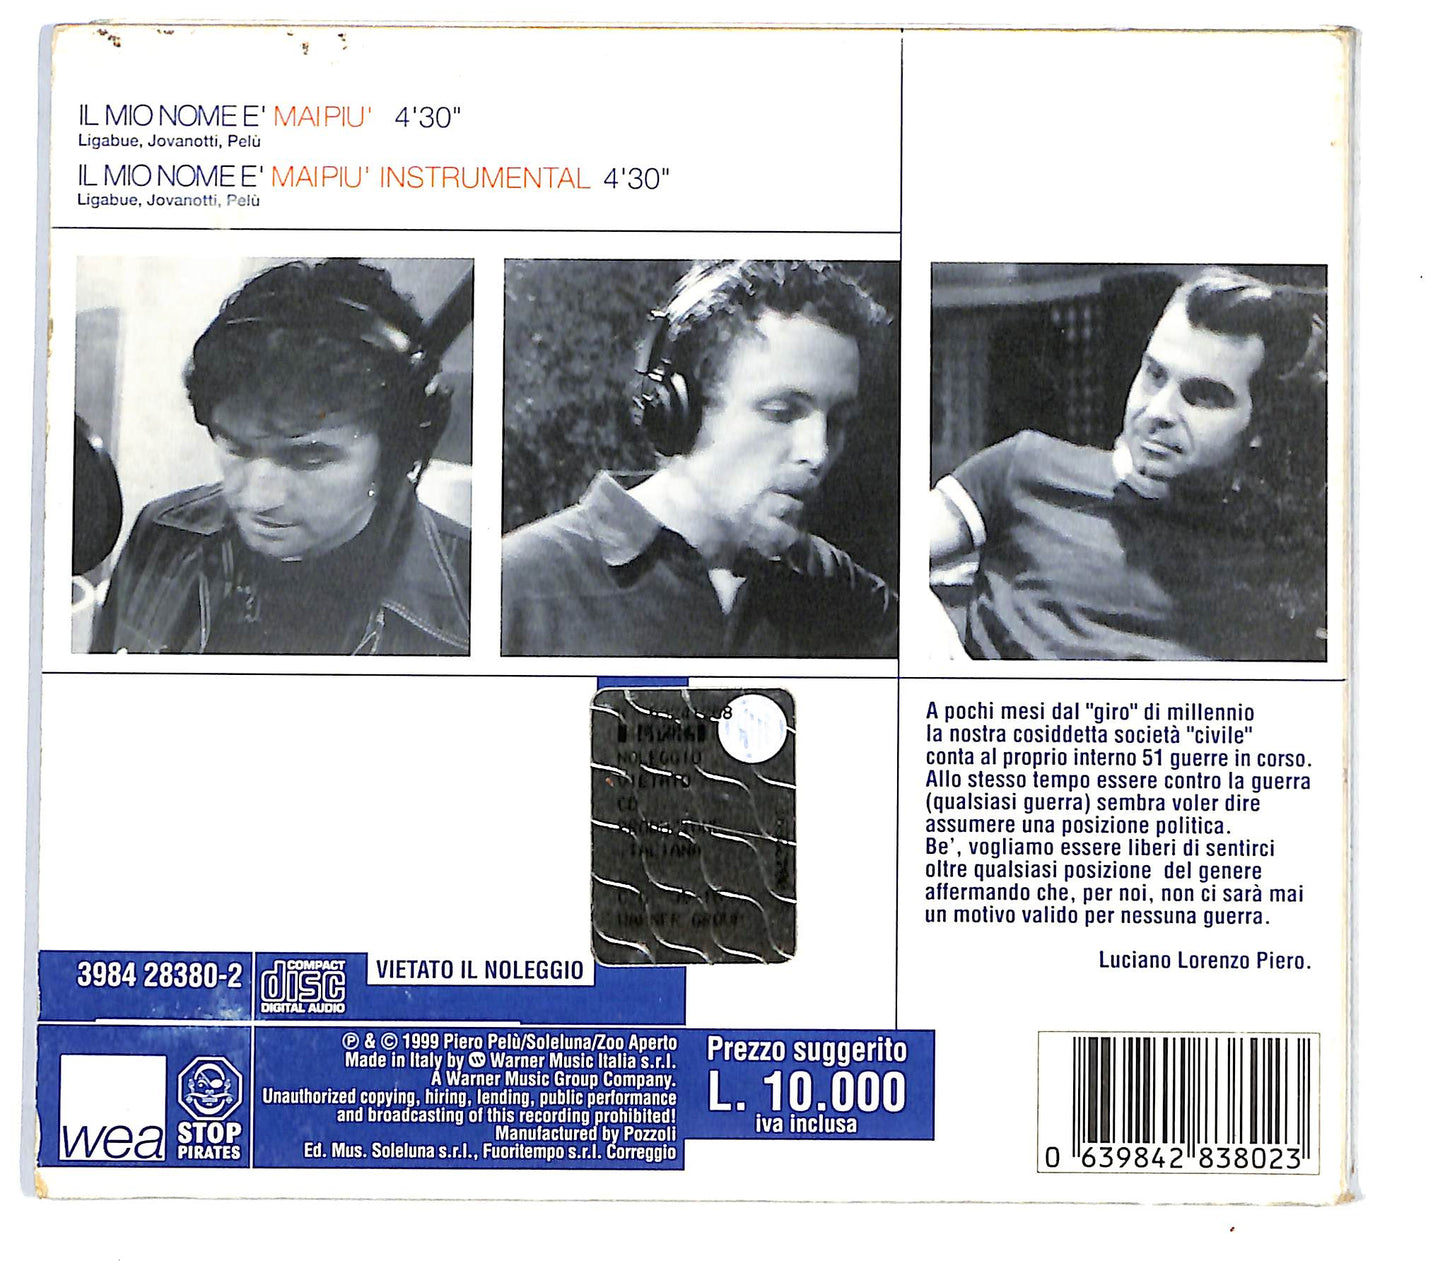 IL MIO NOME E' MAI PIU' 4'30"
Ligabue, Jovanotti, Pelù
IL MIO NOME E' MAI PIU' INSTRUMENTAL 4'30"
Ligabue, Jovanotti, Pelù
A pochi mesi dal "giro" di millennio
la nostra cosiddetta società "civile"
conta al proprio interno 51 guerre in corso.
Allo stesso tempo essere contro la guerra
(qualsiasi guerra) sembra voler dire
assumere una posizione politica.
Be', vogliamo essere liberi di sentirci
oltre qualsiasi posizione del genere
affermando che, per noi, non ci sarà mai
un motivo valido per nessuna guerra.
Luciano Lorenzo Piero.
NOLEGGIO
VIETATO
CD
ITALIANA
WARNER GROUP
3984 28380-2
COMPACT
disc
DIGITAL AUDIO
VIETATO IL NOLEGGIO
wea
STOP
PIRATES
℗ & © 1999 Piero Pelù/Soleluna/Zoo Aperto
Made in Italy by Warner Music Italia s.r.l.
A Warner Music Group Company.
Unauthorized copying, hiring, lending, public performance
and broadcasting of this recording prohibited!
Manufactured by Pozzoli
Ed. Mus. Soleluna s.r.l., Fuoritempo s.r.l. Correggio
Prezzo suggerito
L. 10.000
iva inclusa
0 639842 838023